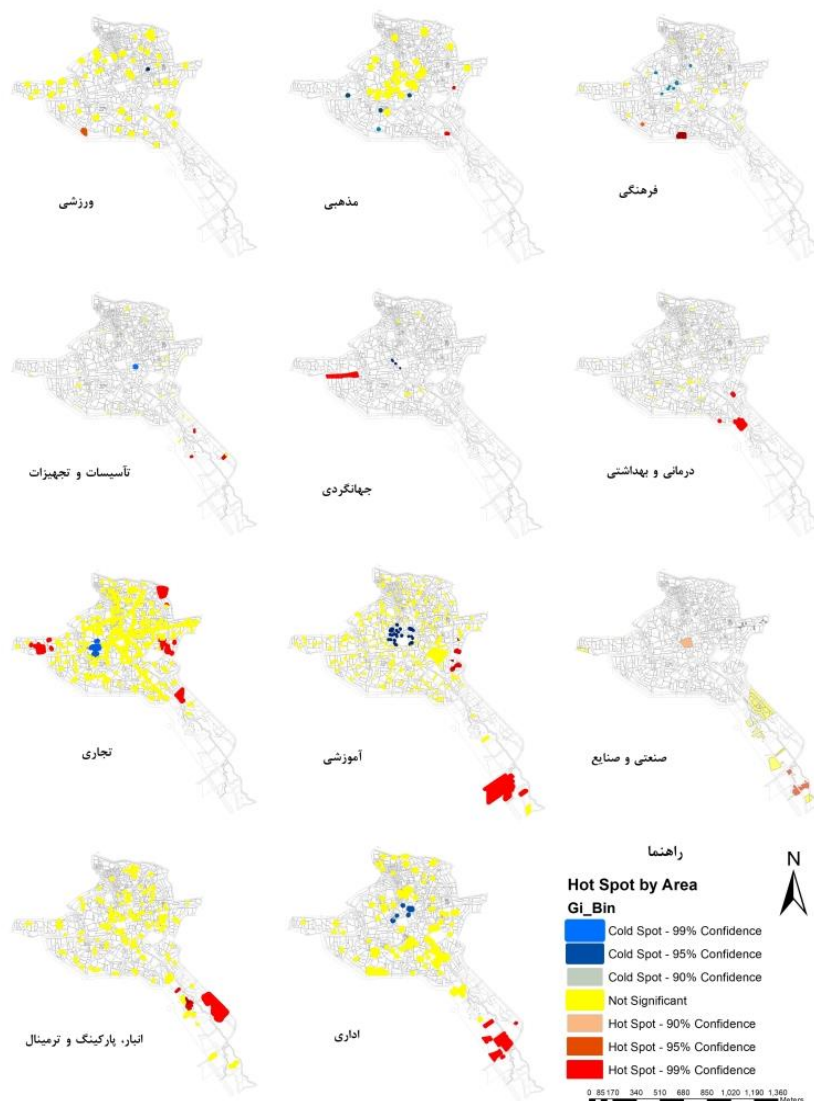 ورزشی
مذهبی
فرهنگی
تأسیسات و تجهیزات
جهانگردی
درمانی و بهداشتی
تجاری
آموزشی
صنعتی و صنایع
انبار، پارکینگ و ترمینال
اداری
راهنما
N
Hot Spot by Area
Gi_Bin
Cold Spot - 99% Confidence
Cold Spot - 95% Confidence
Cold Spot - 90% Confidence
Not Significant
Hot Spot - 90% Confidence
Hot Spot - 95% Confidence
Hot Spot - 99% Confidence
0 85 170 340 510 680 850 1,020 1,190 1,360
Meters